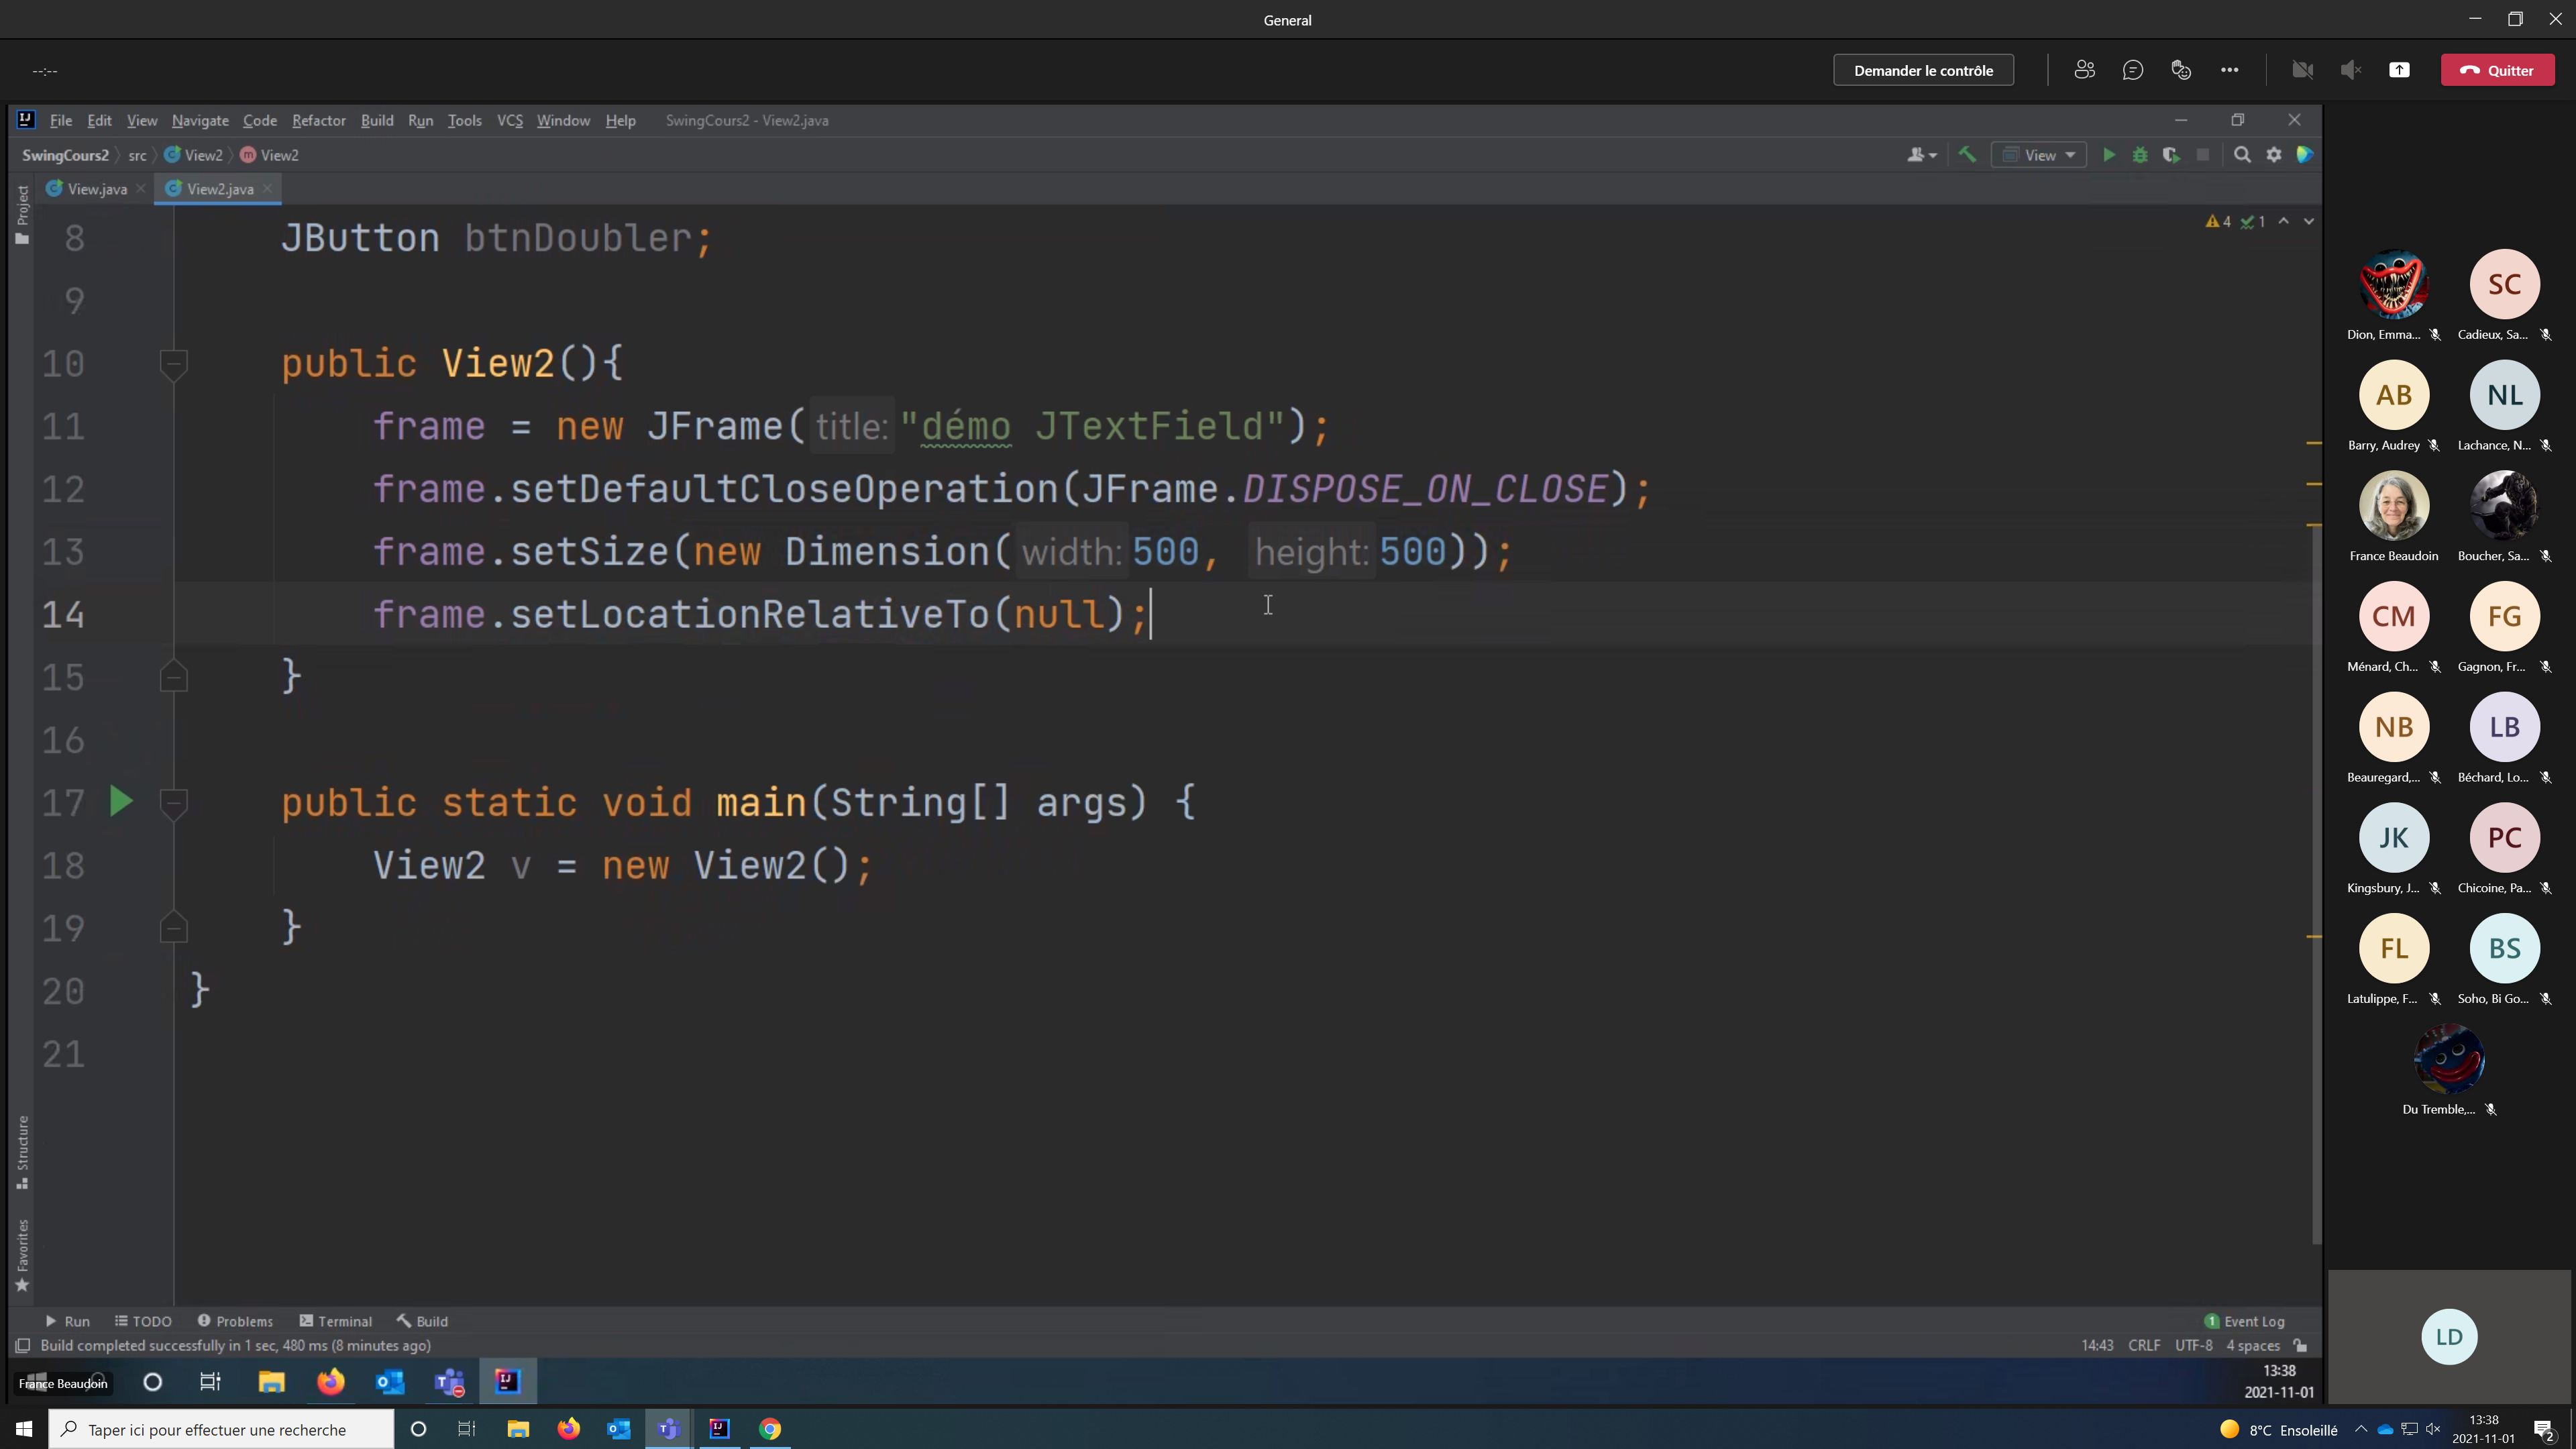 General
--:--
Demander le contrôle
Quitter
File Edit View Navigate Code Refactor Build Run Tools VCS Window Help SwingCours2 - View2.java
SwingCours2 src View2 m View2
View
Project
View.java View2.java
4 1
8 JButton btnDoubler;
9
10 public View2(){
11 frame = new JFrame( title: "démo JTextField");
12 frame.setDefaultCloseOperation(JFrame.DISPOSE_ON_CLOSE);
13 frame.setSize(new Dimension( width: 500, height: 500));
14 frame.setLocationRelativeTo(null);
15 }
16
17 public static void main(String[] args) {
18 View2 v = new View2();
19 }
20 }
21
Structure
Favorites
Run TODO Problems Terminal Build
1 Event Log
Build completed successfully in 1 sec, 480 ms (8 minutes ago)
14:43 CRLF UTF-8 4 spaces
France Beaudoin
13:38
2021-11-01
SC
Dion, Emma... Cadieux, Sa...
AB NL
Barry, Audrey Lachance, N...
France Beaudoin Boucher, Sa...
CM FG
Ménard, Ch... Gagnon, Fr...
NB LB
Beauregard,... Béchard, Lo...
JK PC
Kingsbury, J... Chicoine, Pa...
FL BS
Latulippe, F... Soho, Bi Go...
Du Tremble,...
LD
Taper ici pour effectuer une recherche
8°C Ensoleillé
13:38
2021-11-01
2